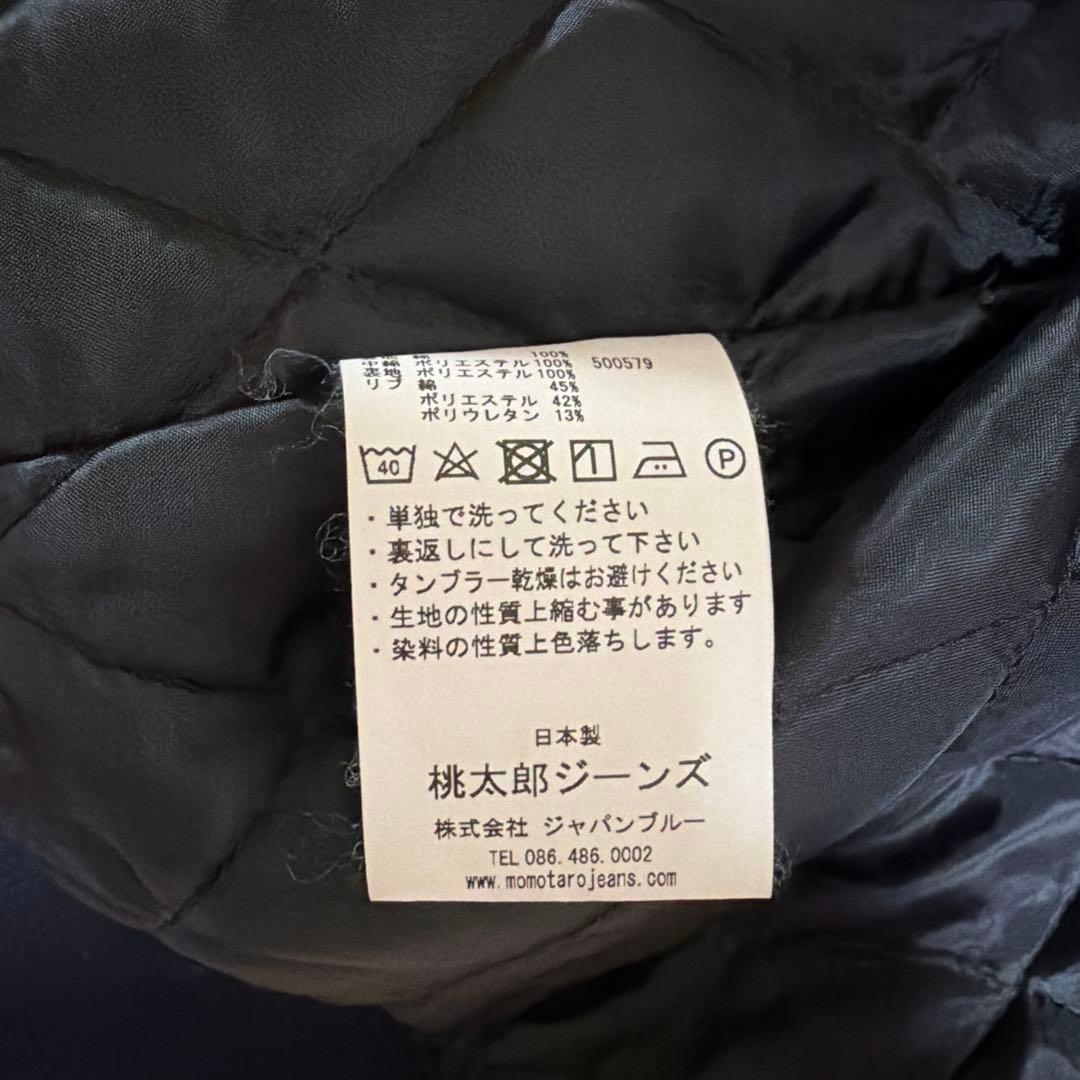 綿 100%
中綿 ポリエステル100% 500579
表地 ポリエステル100%
リブ 綿 45%
ポリエステル 42%
ポリウレタン 13%
40 P
・単独で洗ってください
・裏返しにして洗って下さい
・タンブラー乾燥はお避けください
・生地の性質上縮む事があります
・染料の性質上色落ちします。
日本製
桃太郎ジーンズ
株式会社 ジャパンブルー
TEL 086.486.0002
www.momotarojeans.com